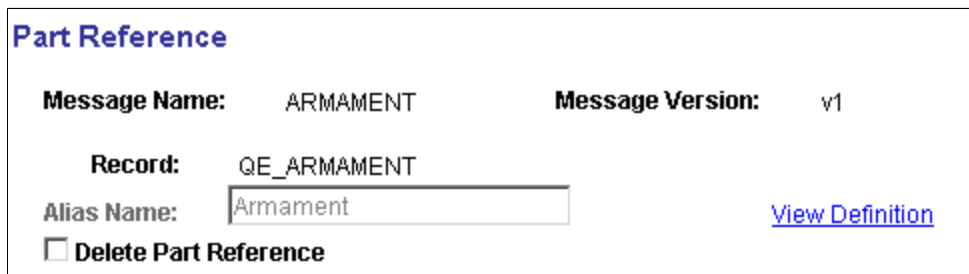 Part Reference
Message Name: ARMAMENT Message Version: v1
Record: QE_ARMAMENT
Alias Name: Armament View Definition
Delete Part Reference